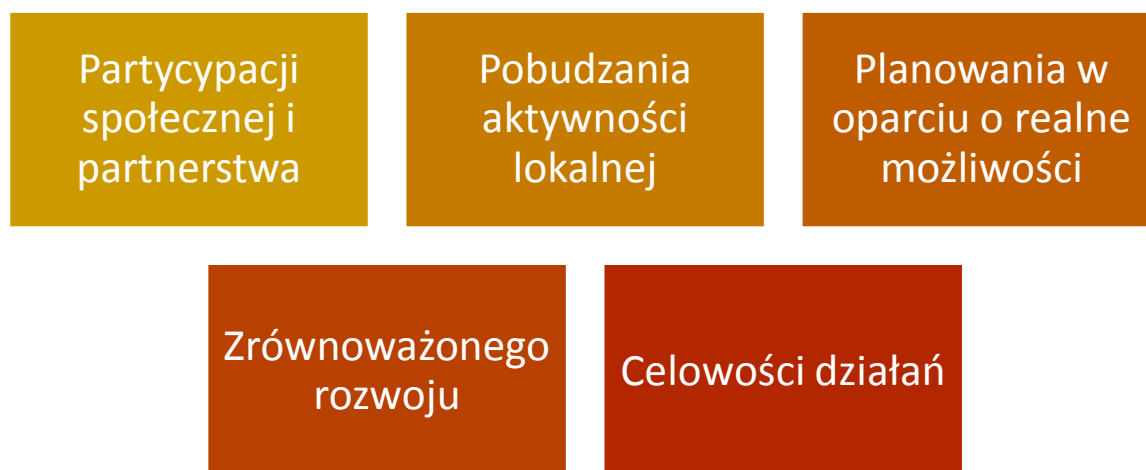 Partycypacji
społecznej i
partnerstwa
Pobudzania
aktywności
lokalnej
Planowania w
oparciu o realne
możliwości
Zrównoważonego
rozwoju
Celowości działań